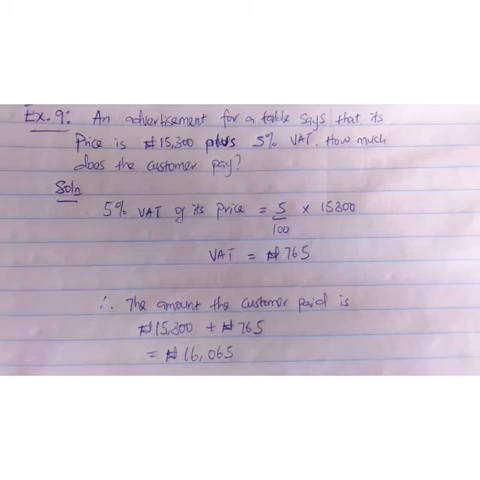 Ex. 9: An advertisement for a table says that its
Price is ₦15,300 plus 5% VAT. How much
does the customer pay?
Soln
5% VAT of its price = 5/100 × 15300
VAT = ₦765
∴ The amount the customer paid is
₦15,300 + ₦765
= ₦16,065